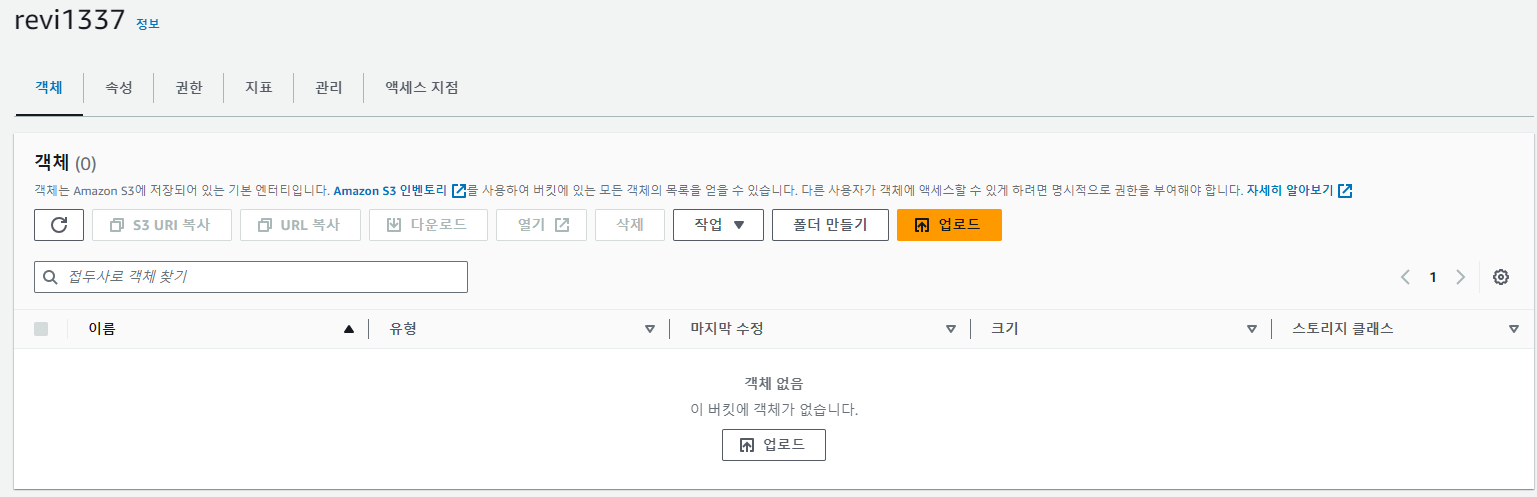 revi1337 정보
객체 속성 권한 지표 관리 액세스 지점
객체 (0)
객체는 Amazon S3에 저장되어 있는 기본 엔터티입니다. Amazon S3 인벤토리를 사용하여 버킷에 있는 모든 객체의 목록을 얻을 수 있습니다. 다른 사용자가 객체에 액세스할 수 있게 하려면 명시적으로 권한을 부여해야 합니다. 자세히 알아보기
S3 URI 복사 URL 복사 다운로드 열기 삭제 작업 폴더 만들기 업로드
접두사로 객체 찾기 1
이름 유형 마지막 수정 크기 스토리지 클래스
객체 없음
이 버킷에 객체가 없습니다.
업로드